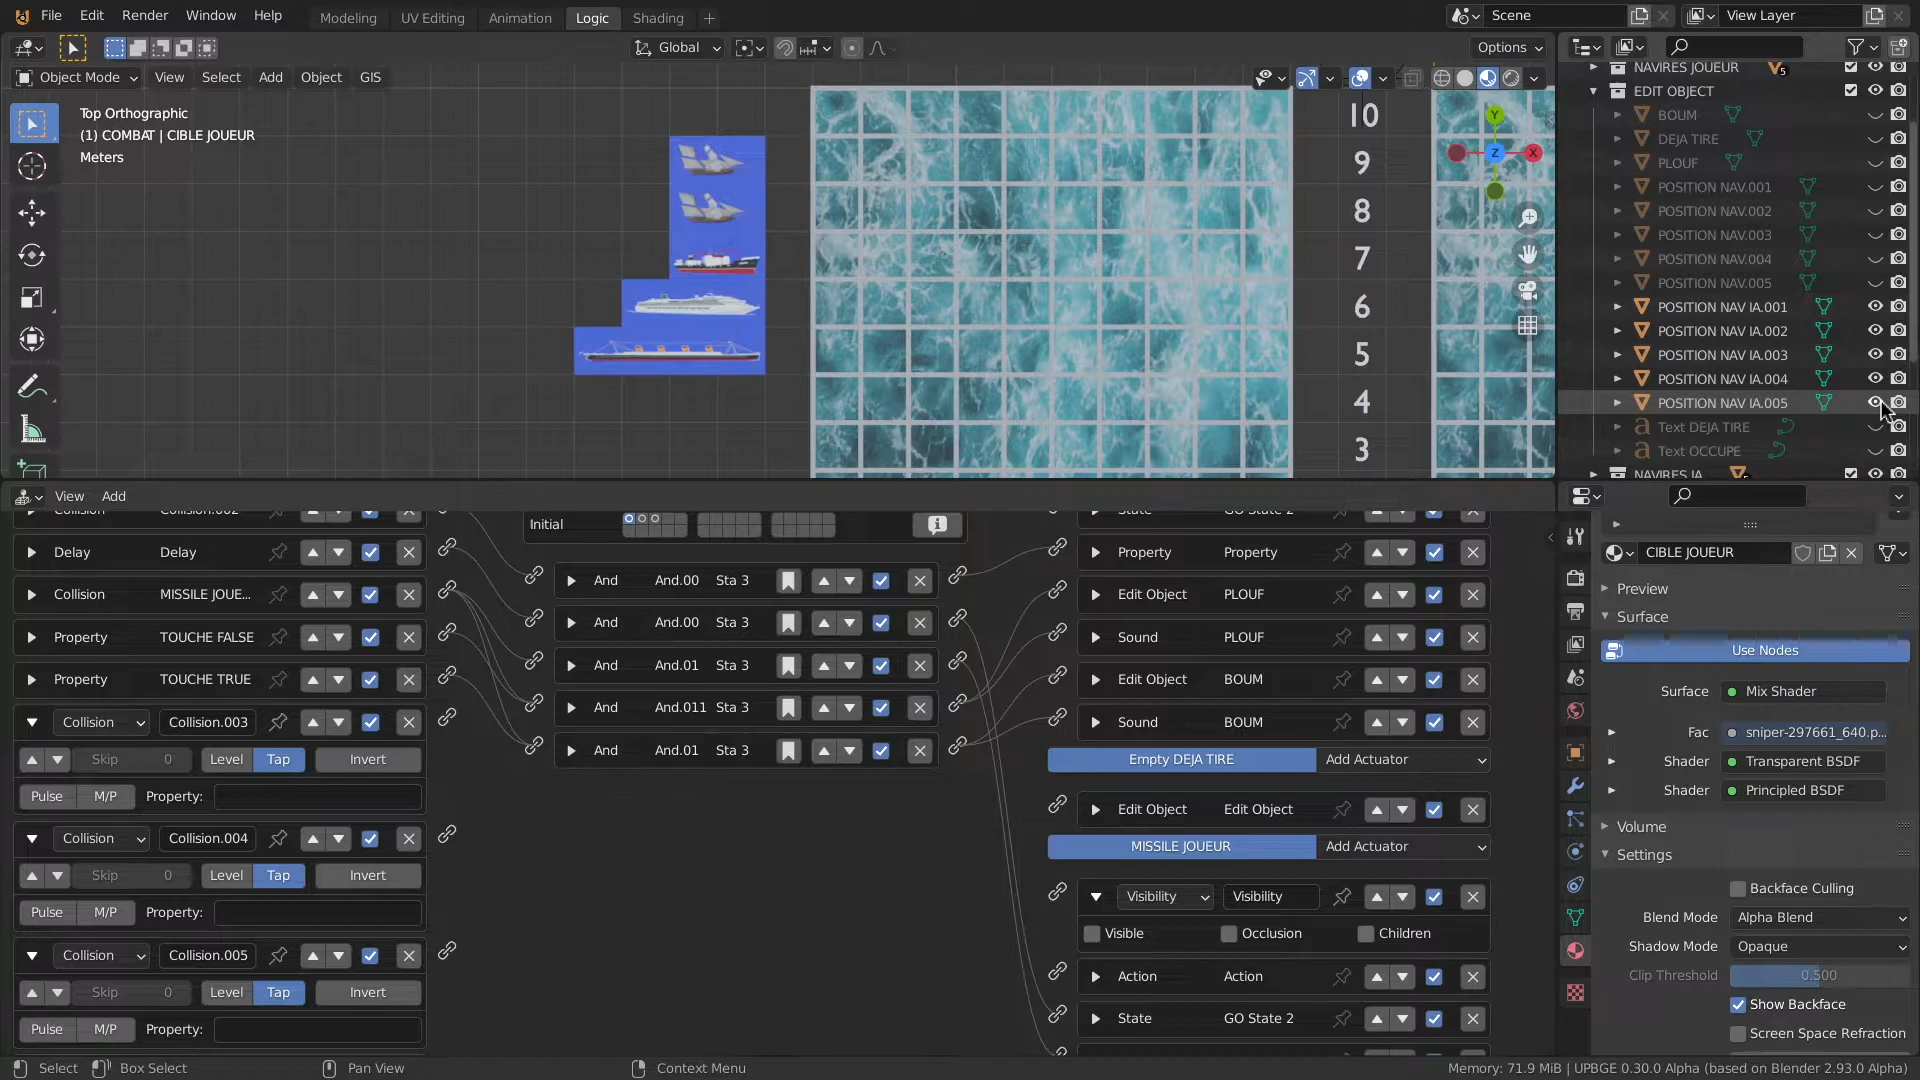 File Edit Render Window Help Modeling UV Editing Animation Logic Shading + Scene View Layer
Global Options
Object Mode View Select Add Object GIS
Top Orthographic
(1) COMBAT | CIBLE JOUEUR
Meters
10
9
8
7
6
5
4
3
Y
Z
X
NAVIRES JOUEUR 5
EDIT OBJECT
BOUM
DEJA TIRE
PLOUF
POSITION NAV.001
POSITION NAV.002
POSITION NAV.003
POSITION NAV.004
POSITION NAV.005
POSITION NAV IA.001
POSITION NAV IA.002
POSITION NAV IA.003
POSITION NAV IA.004
POSITION NAV IA.005
Text DEJA TIRE
Text OCCUPE
NAVIRES IA
View Add
Collision Collision.002
Delay Delay
Collision MISSILE JOUE...
Property TOUCHE FALSE
Property TOUCHE TRUE
Collision Collision.003
Skip 0 Level Tap Invert
Pulse M/P Property:
Collision Collision.004
Skip 0 Level Tap Invert
Pulse M/P Property:
Collision Collision.005
Skip 0 Level Tap Invert
Pulse M/P Property:
Initial
And And.00 Sta 3
And And.00 Sta 3
And And.01 Sta 3
And And.011 Sta 3
And And.01 Sta 3
State GO State 2
Property Property
Edit Object PLOUF
Sound PLOUF
Edit Object BOUM
Sound BOUM
Empty DEJA TIRE Add Actuator
Edit Object Edit Object
MISSILE JOUEUR Add Actuator
Visibility Visibility
Visible Occlusion Children
Action Action
State GO State 2
CIBLE JOUEUR
Preview
Surface
Use Nodes
Surface Mix Shader
Fac sniper-297661_640.p...
Shader Transparent BSDF
Shader Principled BSDF
Volume
Settings
Backface Culling
Blend Mode Alpha Blend
Shadow Mode Opaque
Clip Threshold 0.500
Show Backface
Screen Space Refraction
Select Box Select Pan View Context Menu Memory: 71.9 MiB | UPBGE 0.30.0 Alpha (based on Blender 2.93.0 Alpha)